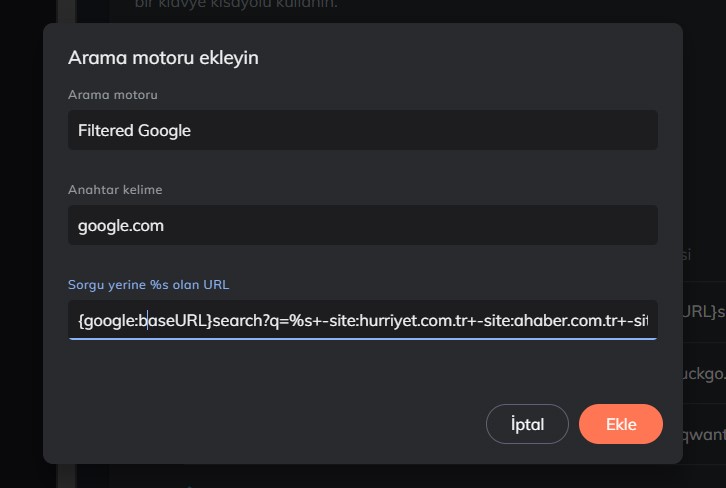 bir klavye kısayolu kullanın.
Arama motoru ekleyin
Arama motoru
Filtered Google
Anahtar kelime
google.com
si
Sorgu yerine %s olan URL
{google:baseURL}search?q=%s+-site:hurriyet.com.tr+-site:ahaber.com.tr+-sit
JRL}s
uckgo.
İptal
Ekle
qwant